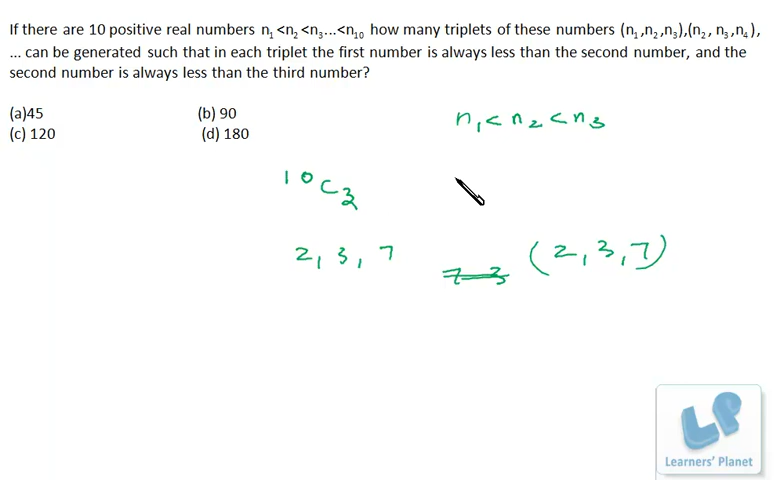 If there are 10 positive real numbers n₁<n₂<n₃...<n₁₀ how many triplets of these numbers (n₁,n₂,n₃),(n₂, n₃,n₄),
... can be generated such that in each triplet the first number is always less than the second number, and the
second number is always less than the third number?
(a)45 (b) 90
(c) 120 (d) 180
n₁ < n₂ < n₃
¹⁰C₃
2, 3, 7 (2, 3, 7)
LP
Learners' Planet